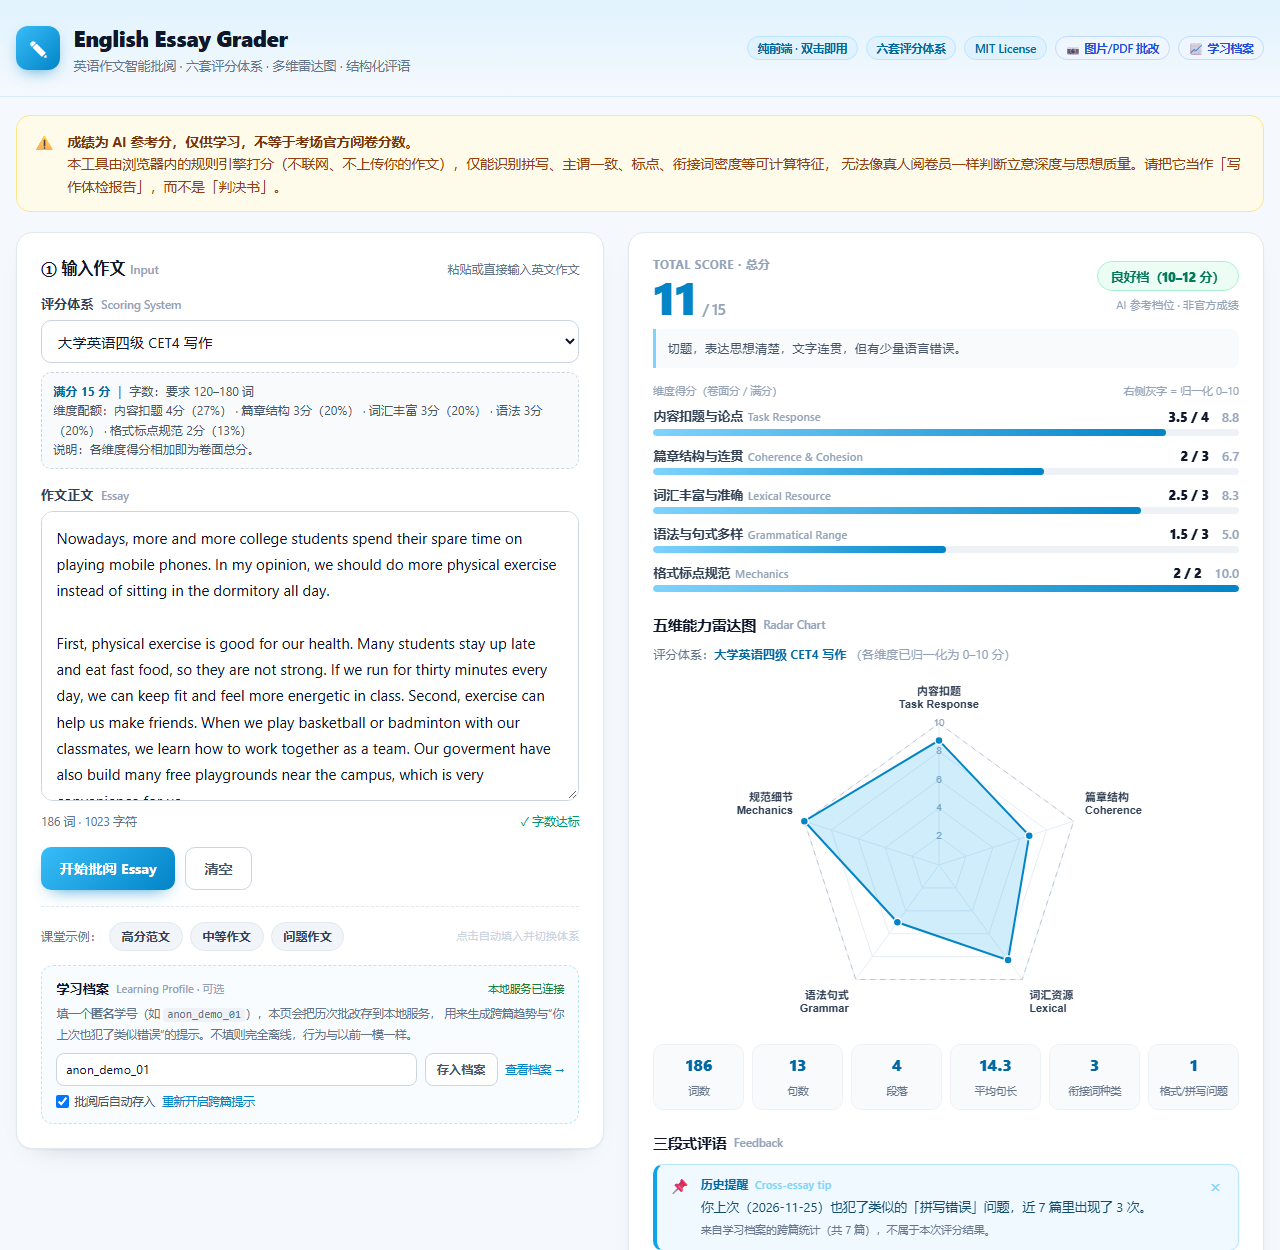 English Essay Grader
英语作文智能批阅 · 六套评分体系 · 多维雷达图 · 结构化评语
纯前端 · 双击即用
六套评分体系
MIT License
图片/PDF 批改
学习档案
成绩为 AI 参考分，仅供学习，不等于考场官方阅卷分数。
本工具由浏览器内的规则引擎打分（不联网、不上传你的作文），仅能识别拼写、主谓一致、标点、衔接词密度等可计算特征， 无法像真人阅卷员一样判断立意深度与思想质量。请把它当作「写
作体检报告」，而不是「判决书」。
① 输入作文 Input
粘贴或直接输入英文作文
评分体系 Scoring System
大学英语四级 CET4 写作
满分 15 分 ｜ 字数：要求 120–180 词
维度配额：内容扣题 4分（27%） · 篇章结构 3分（20%） · 词汇丰富 3分（20%） · 语法 3分
（20%） · 格式标点规范 2分（13%）
说明：各维度得分相加即为卷面总分。
作文正文 Essay
Nowadays, more and more college students spend their spare time on
playing mobile phones. In my opinion, we should do more physical exercise
instead of sitting in the dormitory all day.
First, physical exercise is good for our health. Many students stay up late
and eat fast food, so they are not strong. If we run for thirty minutes every
day, we can keep fit and feel more energetic in class. Second, exercise can
help us make friends. When we play basketball or badminton with our
classmates, we learn how to work together as a team. Our goverment have
also build many free playgrounds near the campus, which is very
186 词 · 1023 字符
✓ 字数达标
开始批阅 Essay
清空
课堂示例：
高分范文
中等作文
问题作文
点击自动填入并切换体系
学习档案 Learning Profile · 可选
本地服务已连接
填一个匿名学号（如 anon_demo_01 ），本页会把历次批改存到本地服务， 用来生成跨篇趋势与“你
上次也犯了类似错误”的提示。不填则完全离线，行为与以前一模一样。
anon_demo_01
存入档案
查看档案 →
批阅后自动存入 重新开启跨篇提示
TOTAL SCORE · 总分
11 / 15
良好档（10–12 分）
AI 参考档位 · 非官方成绩
切题，表达思想清楚，文字连贯，但有少量语言错误。
维度得分（卷面分 / 满分）
右侧灰字 = 归一化 0–10
内容扣题与论点 Task Response
3.5 / 4 8.8
篇章结构与连贯 Coherence & Cohesion
2 / 3 6.7
词汇丰富与准确 Lexical Resource
2.5 / 3 8.3
语法与句式多样 Grammatical Range
1.5 / 3 5.0
格式标点规范 Mechanics
2 / 2 10.0
五维能力雷达图 Radar Chart
评分体系：大学英语四级 CET4 写作 （各维度已归一化为 0–10 分）
内容扣题
Task Response
10
8
6
4
2
规范细节
Mechanics
篇章结构
Coherence
语法句式
Grammar
词汇资源
Lexical
186
词数
13
句数
4
段落
14.3
平均句长
3
衔接词种类
1
格式/拼写问题
三段式评语 Feedback
历史提醒 Cross-essay tip
×
你上次（2026-11-25）也犯了类似的「拼写错误」问题，近 7 篇里出现了 3 次。
来自学习档案的跨篇统计（共 7 篇），不属于本次评分结果。